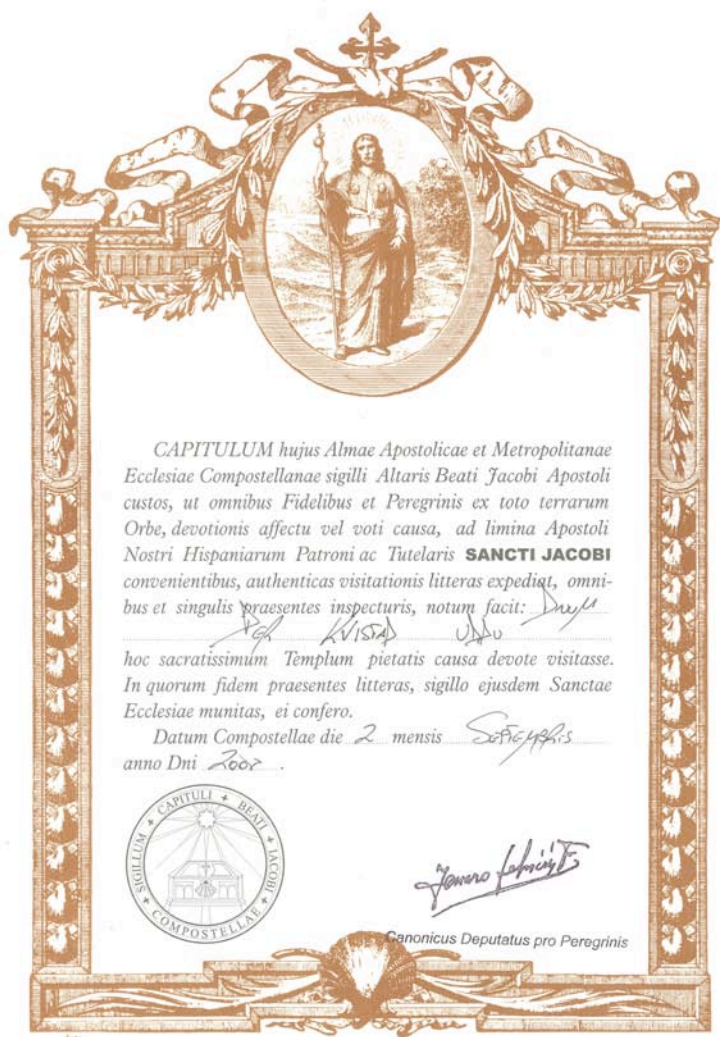 CAPITULUM hujus Almae Apostolicae et Metropolitanae
Ecclesiae Compostellanae sigilli Altaris Beati Jacobi Apostoli
custos, ut omnibus Fidelibus et Peregrinis ex toto terrarum
Orbe, devotionis affectu vel voti causa, ad limina Apostoli
Nostri Hispaniarum Patroni ac Tutelaris SANCTI JACOBI
convenientibus, authenticas visitationis litteras expediat, omni-
bus et singulis praesentes inspecturis, notum facit:
KVISTAD
hoc sacratissimum Templum pietatis causa devote visitasse.
In quorum fidem praesentes litteras, sigillo ejusdem Sanctae
Ecclesiae munitas, ei confero.
Datum Compostellae die 2 mensis Septembris
anno Dni
SIGILLUM + CAPITULI + BEATI + IACOBI + COMPOSTELLAE +
Canonicus Deputatus pro Peregrinis